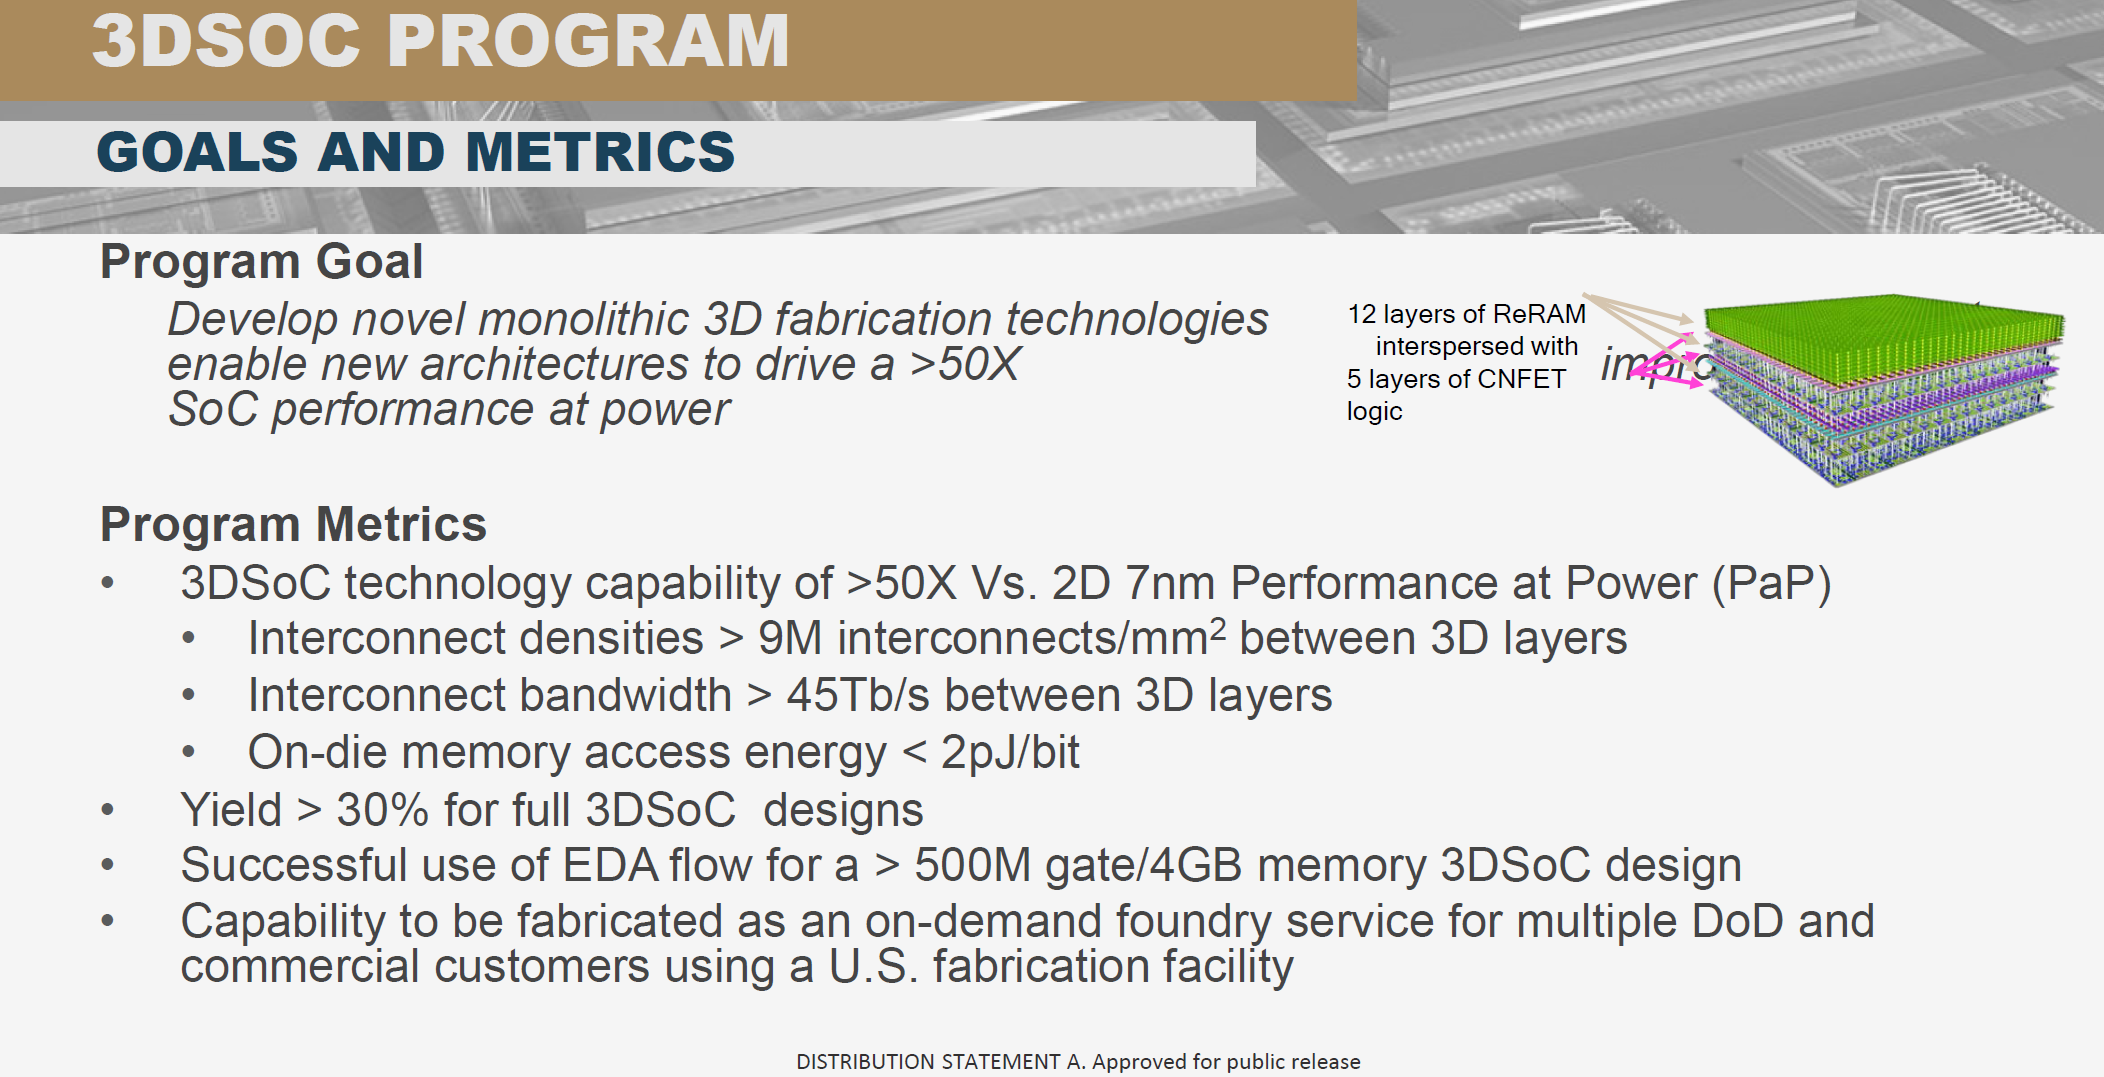 3DSOC PROGRAM
GOALS AND METRICS
Program Goal
Develop novel monolithic 3D fabrication technologies
enable new architectures to drive a >50X
SoC performance at power
12 layers of ReRAM
interspersed with
5 layers of CNFET
logic
Program Metrics
• 3DSoC technology capability of >50X Vs. 2D 7nm Performance at Power (PaP)
• Interconnect densities > 9M interconnects/mm² between 3D layers
• Interconnect bandwidth > 45Tb/s between 3D layers
• On-die memory access energy < 2pJ/bit
• Yield > 30% for full 3DSoC designs
• Successful use of EDA flow for a > 500M gate/4GB memory 3DSoC design
• Capability to be fabricated as an on-demand foundry service for multiple DoD and
commercial customers using a U.S. fabrication facility
DISTRIBUTION STATEMENT A. Approved for public release